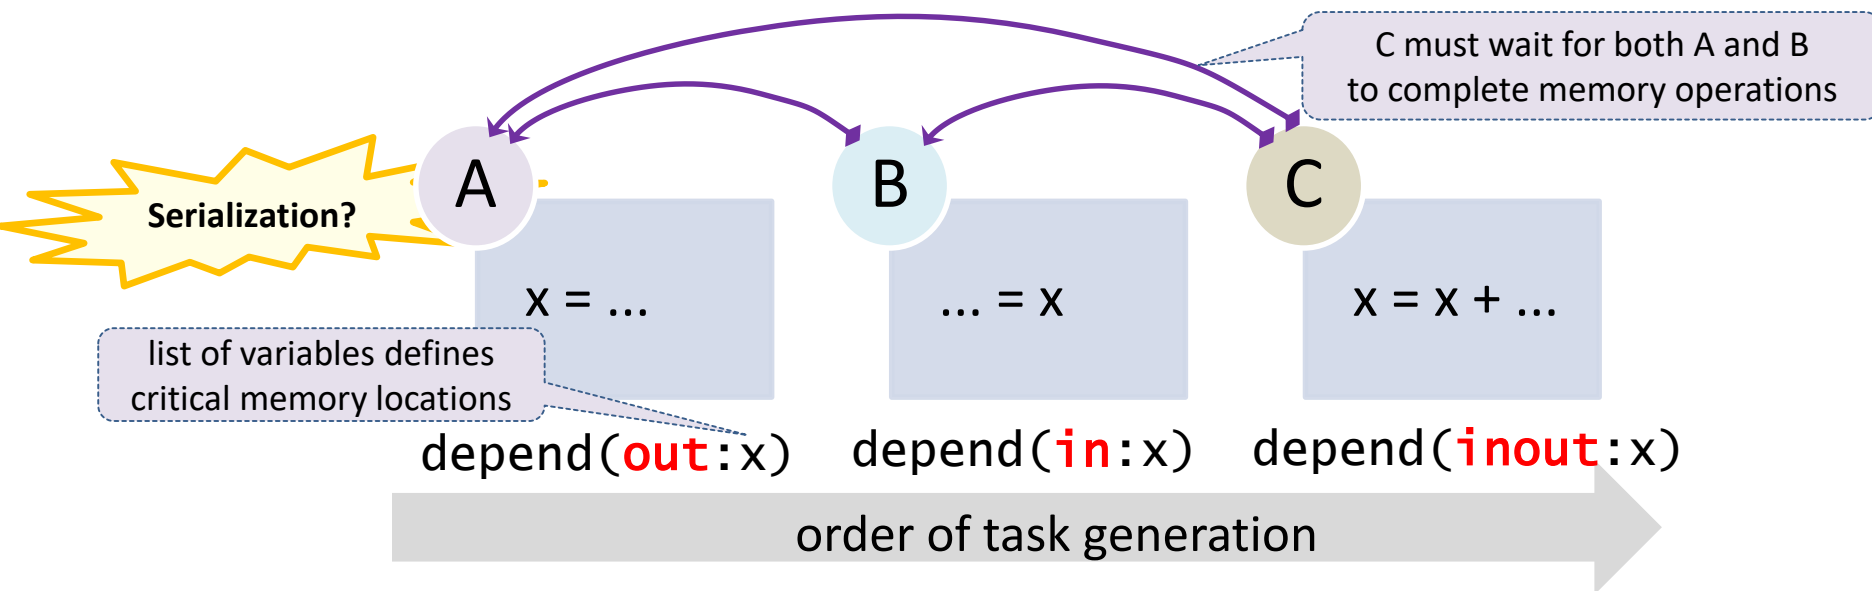 C must wait for both A and B
to complete memory operations
A
B
C
Serialization?
x = ...
... = x
x = x + ...
list of variables defines
critical memory locations
depend(out:x)
depend(in:x)
depend(inout:x)
order of task generation